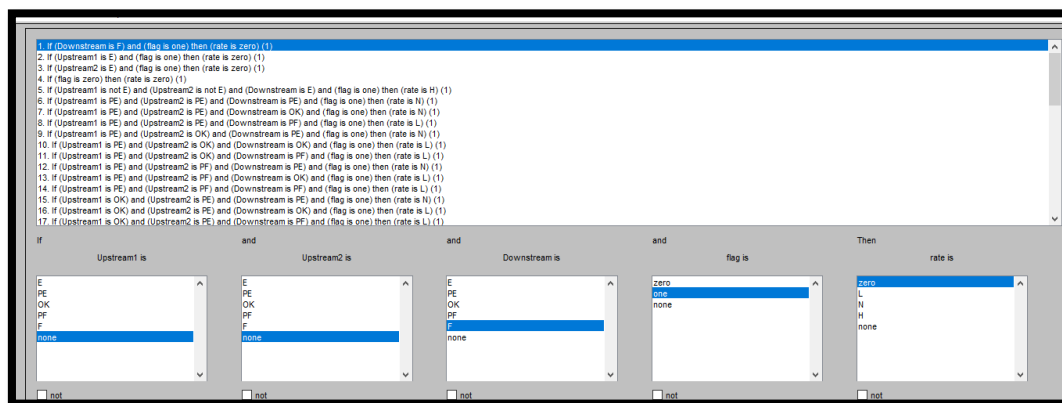 1. If (Downstream is F) and (flag is one) then (rate is zero) (1)
2. If (Upstream1 is E) and (flag is one) then (rate is zero) (1)
3. If (Upstream2 is E) and (flag is one) then (rate is zero) (1)
4. If (flag is zero) then (rate is zero) (1)
5. If (Upstream1 is not E) and (Upstream2 is not E) and (Downstream is E) and (flag is one) then (rate is H) (1)
6. If (Upstream1 is PE) and (Upstream2 is PE) and (Downstream is PE) and (flag is one) then (rate is N) (1)
7. If (Upstream1 is PE) and (Upstream2 is PE) and (Downstream is OK) and (flag is one) then (rate is N) (1)
8. If (Upstream1 is PE) and (Upstream2 is PE) and (Downstream is PF) and (flag is one) then (rate is L) (1)
9. If (Upstream1 is PE) and (Upstream2 is OK) and (Downstream is PE) and (flag is one) then (rate is N) (1)
10. If (Upstream1 is PE) and (Upstream2 is OK) and (Downstream is OK) and (flag is one) then (rate is L) (1)
11. If (Upstream1 is PE) and (Upstream2 is OK) and (Downstream is PF) and (flag is one) then (rate is L) (1)
12. If (Upstream1 is PE) and (Upstream2 is PF) and (Downstream is PE) and (flag is one) then (rate is N) (1)
13. If (Upstream1 is PE) and (Upstream2 is PF) and (Downstream is OK) and (flag is one) then (rate is L) (1)
14. If (Upstream1 is PE) and (Upstream2 is PF) and (Downstream is PF) and (flag is one) then (rate is L) (1)
15. If (Upstream1 is OK) and (Upstream2 is PE) and (Downstream is PE) and (flag is one) then (rate is N) (1)
16. If (Upstream1 is OK) and (Upstream2 is PE) and (Downstream is OK) and (flag is one) then (rate is L) (1)
17. If (Upstream1 is OK) and (Upstream2 is PE) and (Downstream is PF) and (flag is one) then (rate is L) (1)
If and and and Then
Upstream1 is Upstream2 is Downstream is flag is rate is
E E E zero zero
PE PE PE one L
OK OK OK none N
PF PF PF H
F F F none
none none none
not not not not not